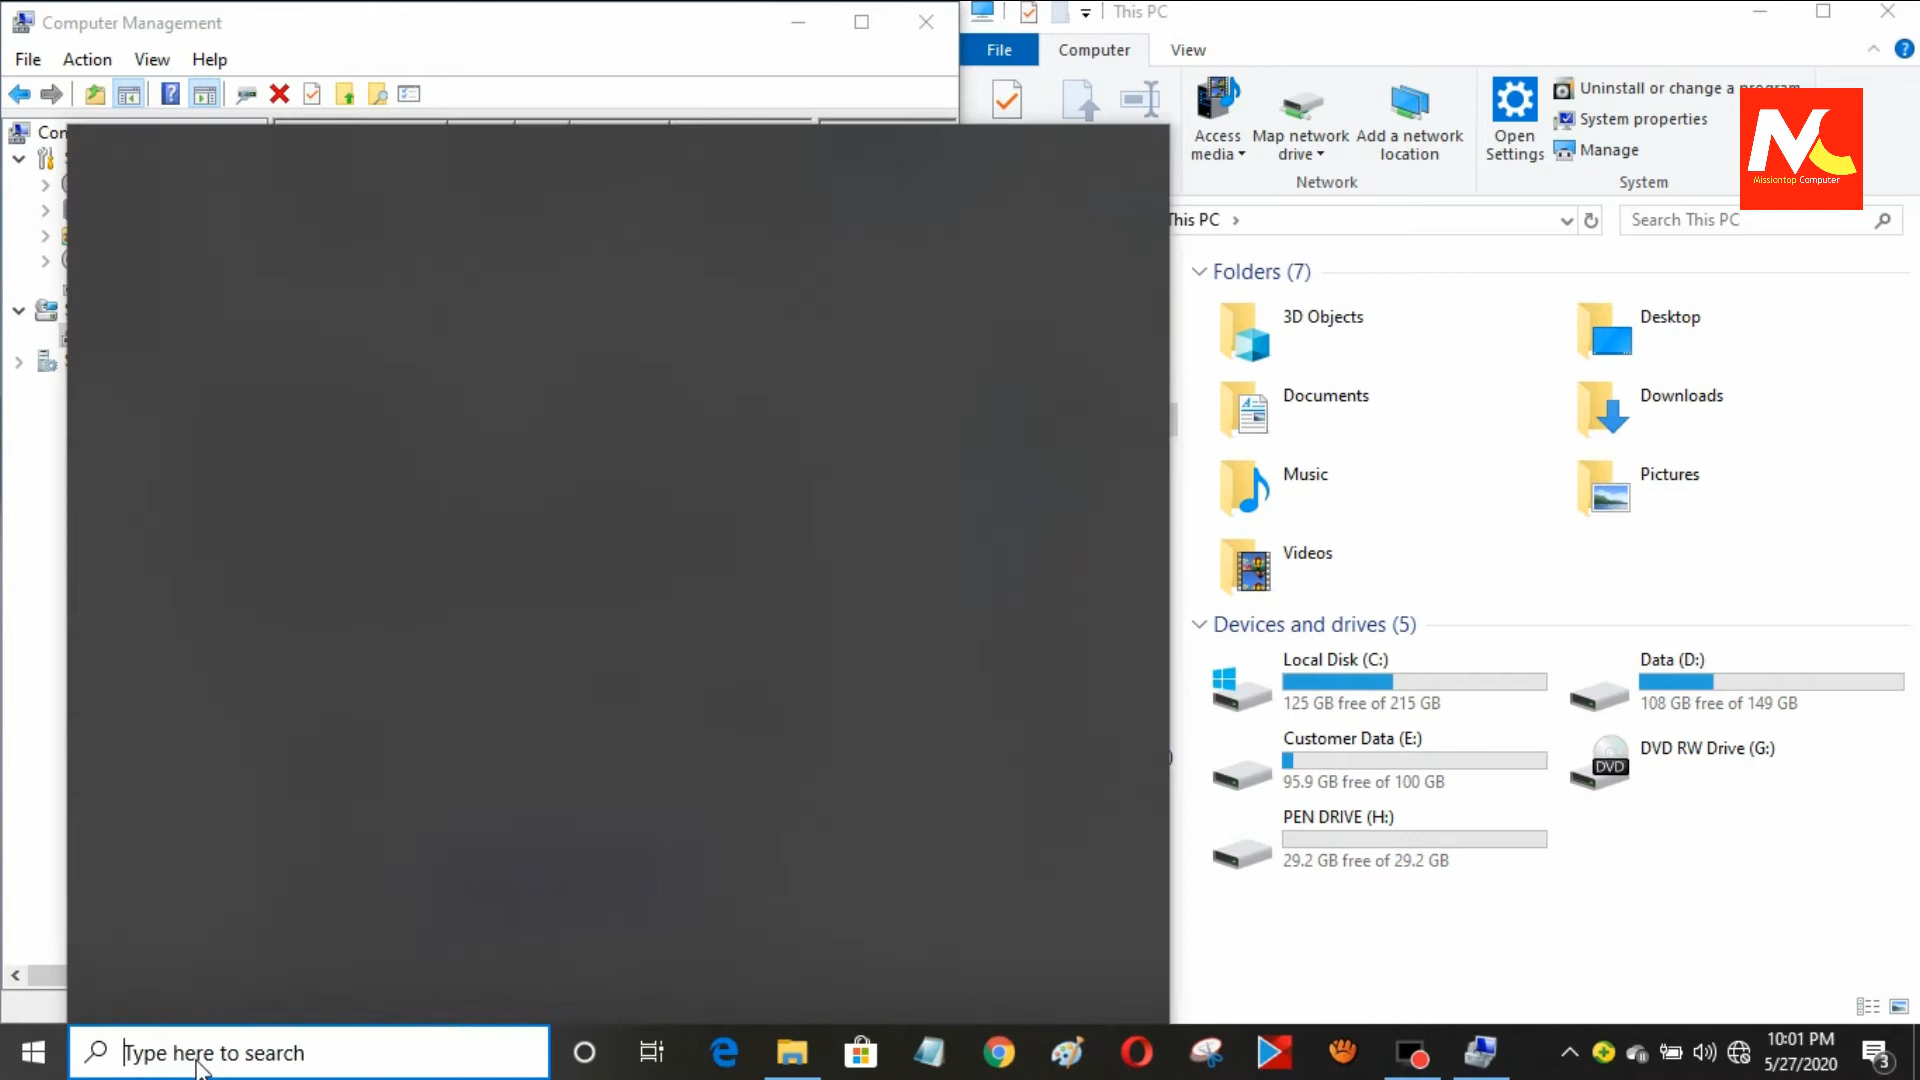 Computer Management
File Action View Help
Com
This PC
File Computer View
Access media
Map network drive
Add a network location
Network
Open Settings
Uninstall or change a program
System properties
Manage
System
Missiontop Computer
This PC
Search This PC
Folders (7)
3D Objects
Desktop
Documents
Downloads
Music
Pictures
Videos
Devices and drives (5)
Local Disk (C:)
125 GB free of 215 GB
Data (D:)
108 GB free of 149 GB
Customer Data (E:)
95.9 GB free of 100 GB
DVD RW Drive (G:)
DVD
PEN DRIVE (H:)
29.2 GB free of 29.2 GB
Type here to search
10:01 PM
5/27/2020
3